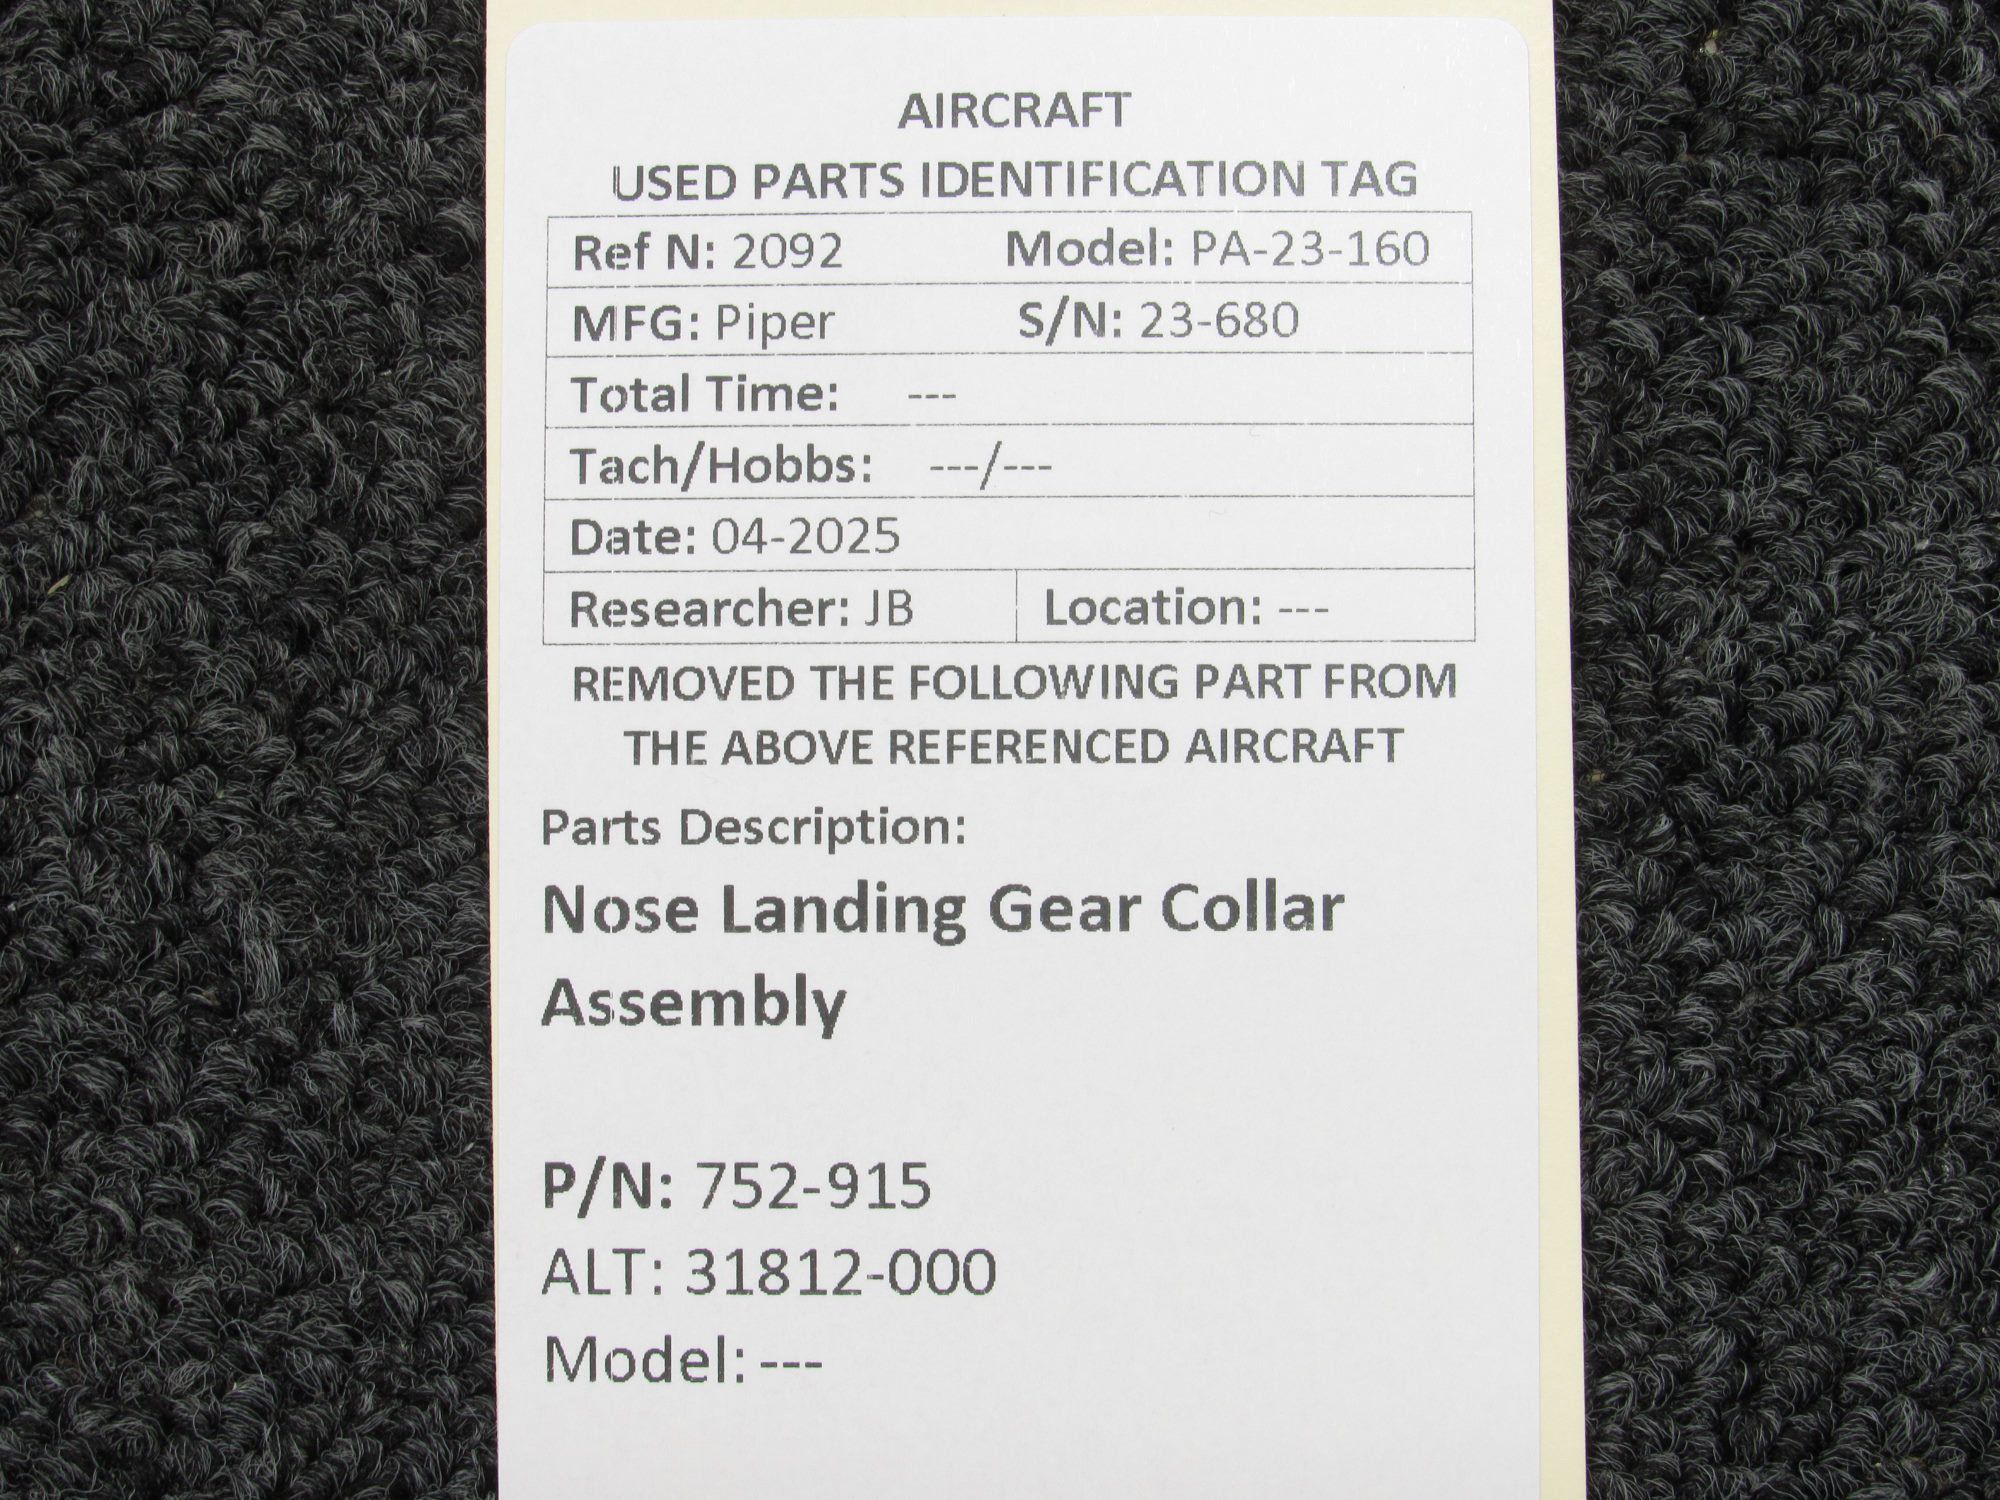 AIRCRAFT
USED PARTS IDENTIFICATION TAG
Ref N: 2092 Model: PA-23-160
MFG: Piper S/N: 23-680
Total Time: ---
Tach/Hobbs: ---/---
Date: 04-2025
Researcher: JB Location: ---
REMOVED THE FOLLOWING PART FROM
THE ABOVE REFERENCED AIRCRAFT
Parts Description:
Nose Landing Gear Collar
Assembly
P/N: 752-915
ALT: 31812-000
Model: ---